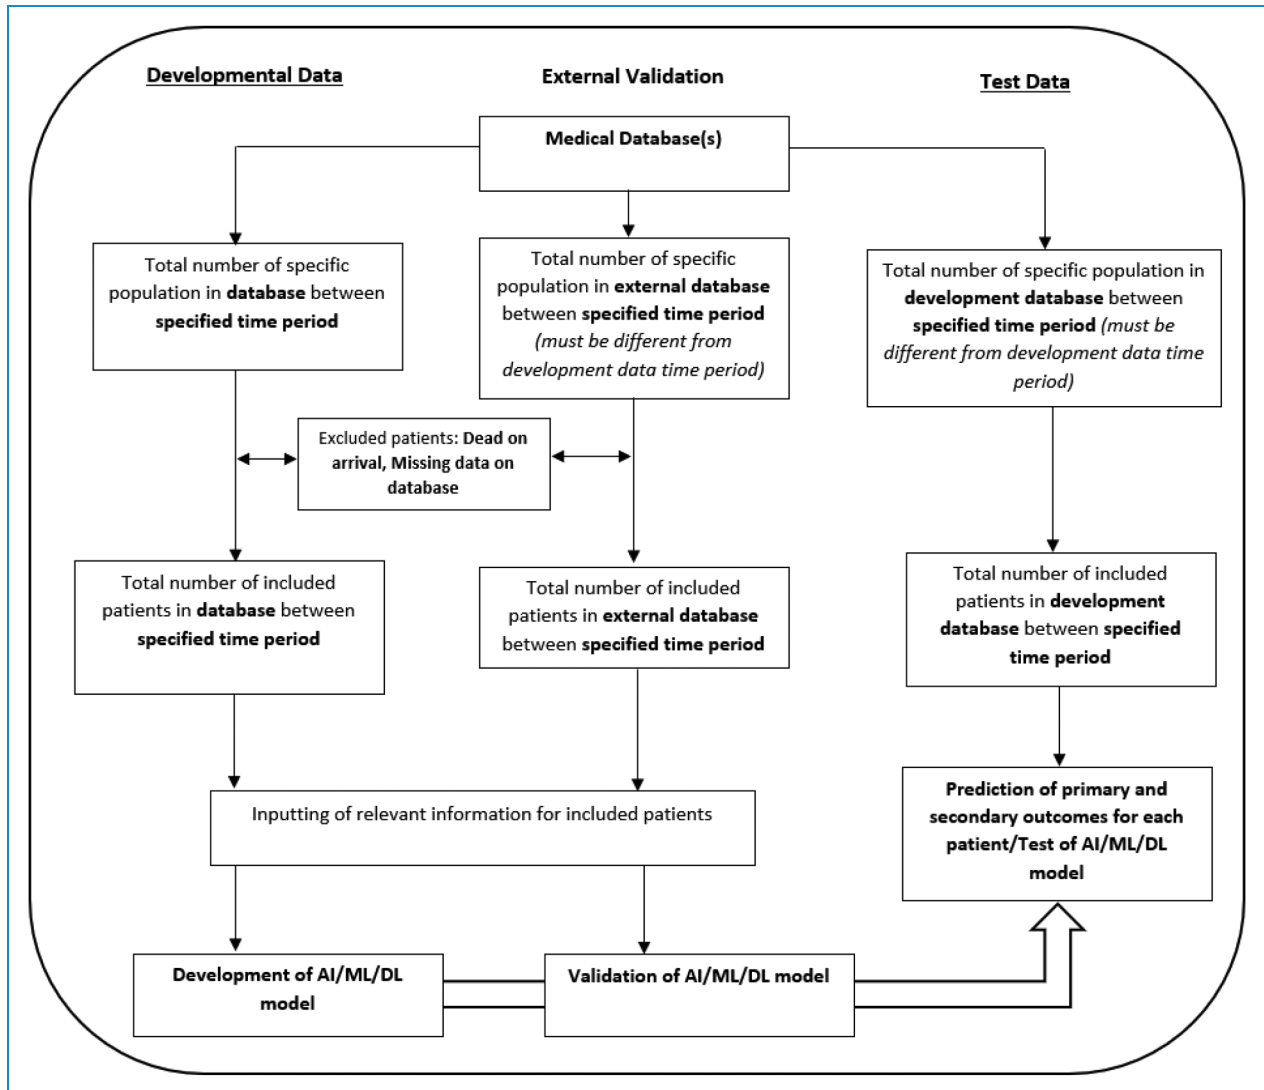 Developmental Data
External Validation
Test Data
Medical Database(s)
Total number of specific
population in database between
specified time period
Total number of specific
population in external database
between specified time period
(must be different from
development data time period)
Total number of specific population in
development database between
specified time period (must be
different from development data time
period)
Excluded patients: Dead on
arrival, Missing data on
database
Total number of included
patients in database between
specified time period
Total number of included
patients in external database
between specified time period
Total number of included
patients in development
database between specified
time period
Inputting of relevant information for included patients
Prediction of primary and
secondary outcomes for each
patient/Test of AI/ML/DL
model
Development of AI/ML/DL
model
Validation of AI/ML/DL model